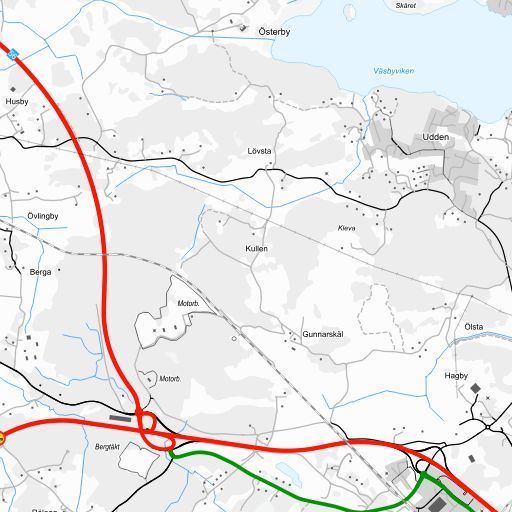 Skäret
Österby
Väsbyviken
Husby
Udden
Lövsta
Övlingby
Kleva
Kullen
Berga
Motorb.
Ölsta
Gunnarskäl
Hagby
Motorb.
Bergtäkt